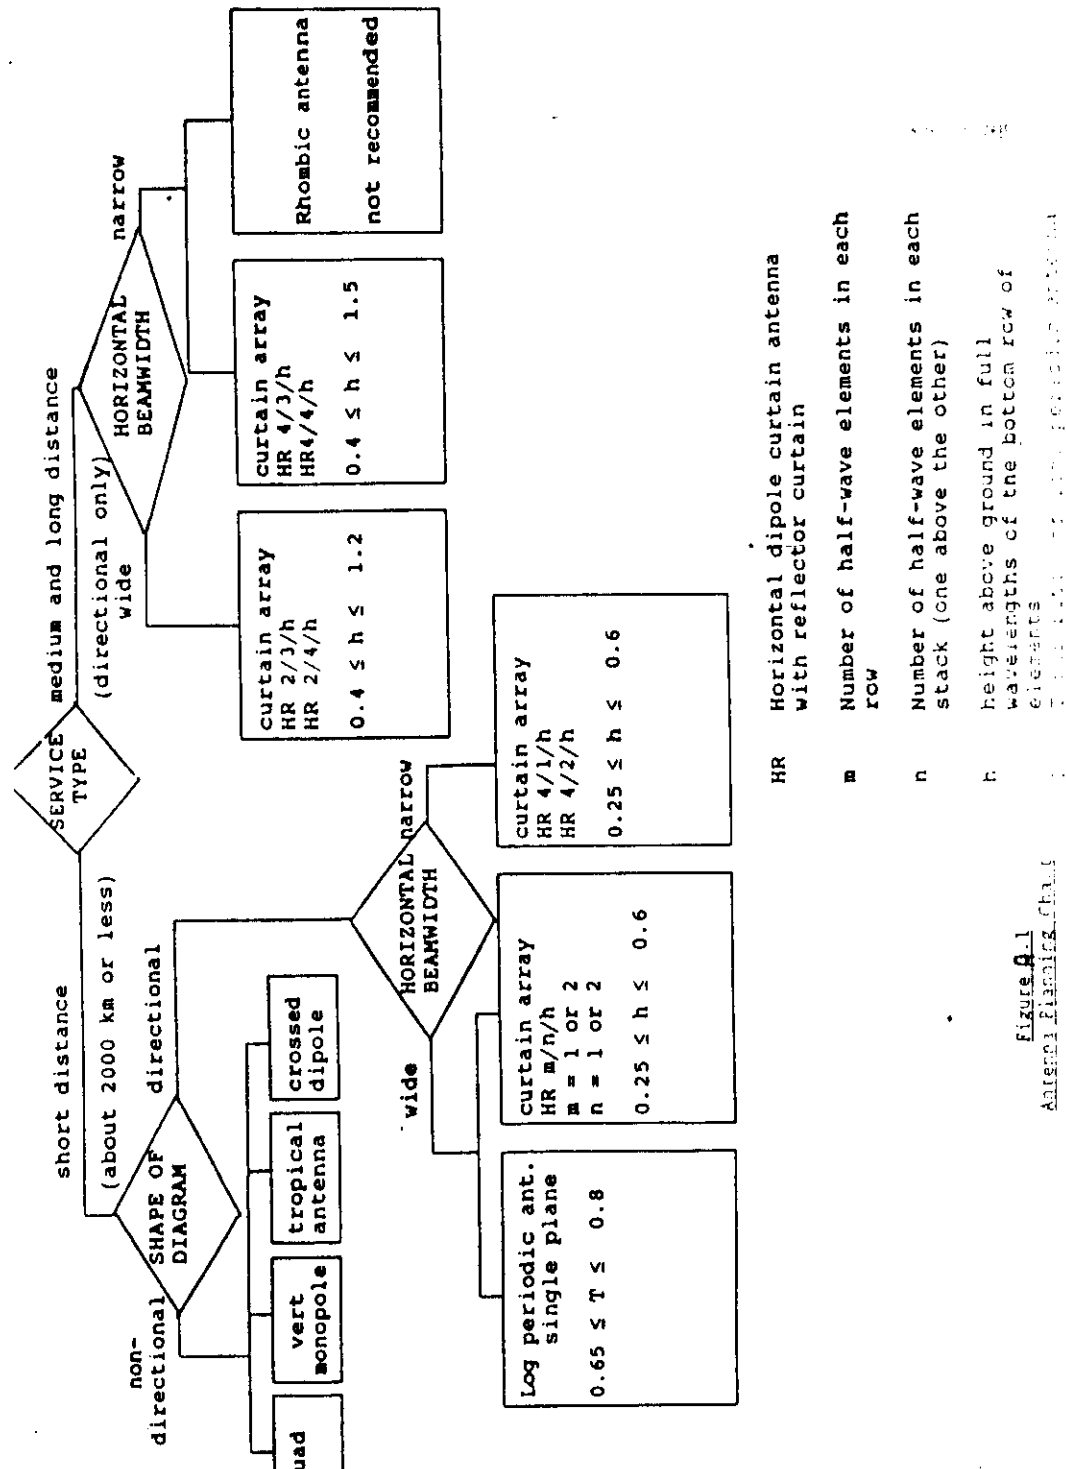 SERVICE
TYPE
short distance
(about 2000 km or less)
medium and long distance
(directional only)
SHAPE OF
DIAGRAM
non-
directional
directional
uad
vert
monopole
tropical
antenna
crossed
dipole
HORIZONTAL
BEAMWIDTH
wide
narrow
Log periodic ant.
single plane
0.65 ≤ T ≤ 0.8
curtain array
HR m/n/h
m = 1 or 2
n = 1 or 2
0.25 ≤ h ≤ 0.6
curtain array
HR 4/1/h
HR 4/2/h
0.25 ≤ h ≤ 0.6
HORIZONTAL
BEAMWIDTH
wide
narrow
curtain array
HR 2/3/h
HR 2/4/h
0.4 ≤ h ≤ 1.2
curtain array
HR 4/3/h
HR4/4/h
0.4 ≤ h ≤ 1.5
Rhombic antenna
not recommended
HR Horizontal dipole curtain antenna
with reflector curtain
m Number of half-wave elements in each
row
n Number of half-wave elements in each
stack (one above the other)
h height above ground in full
wavelengths of the bottom row of
elements
Figure A.1
Antenna Planning Chart